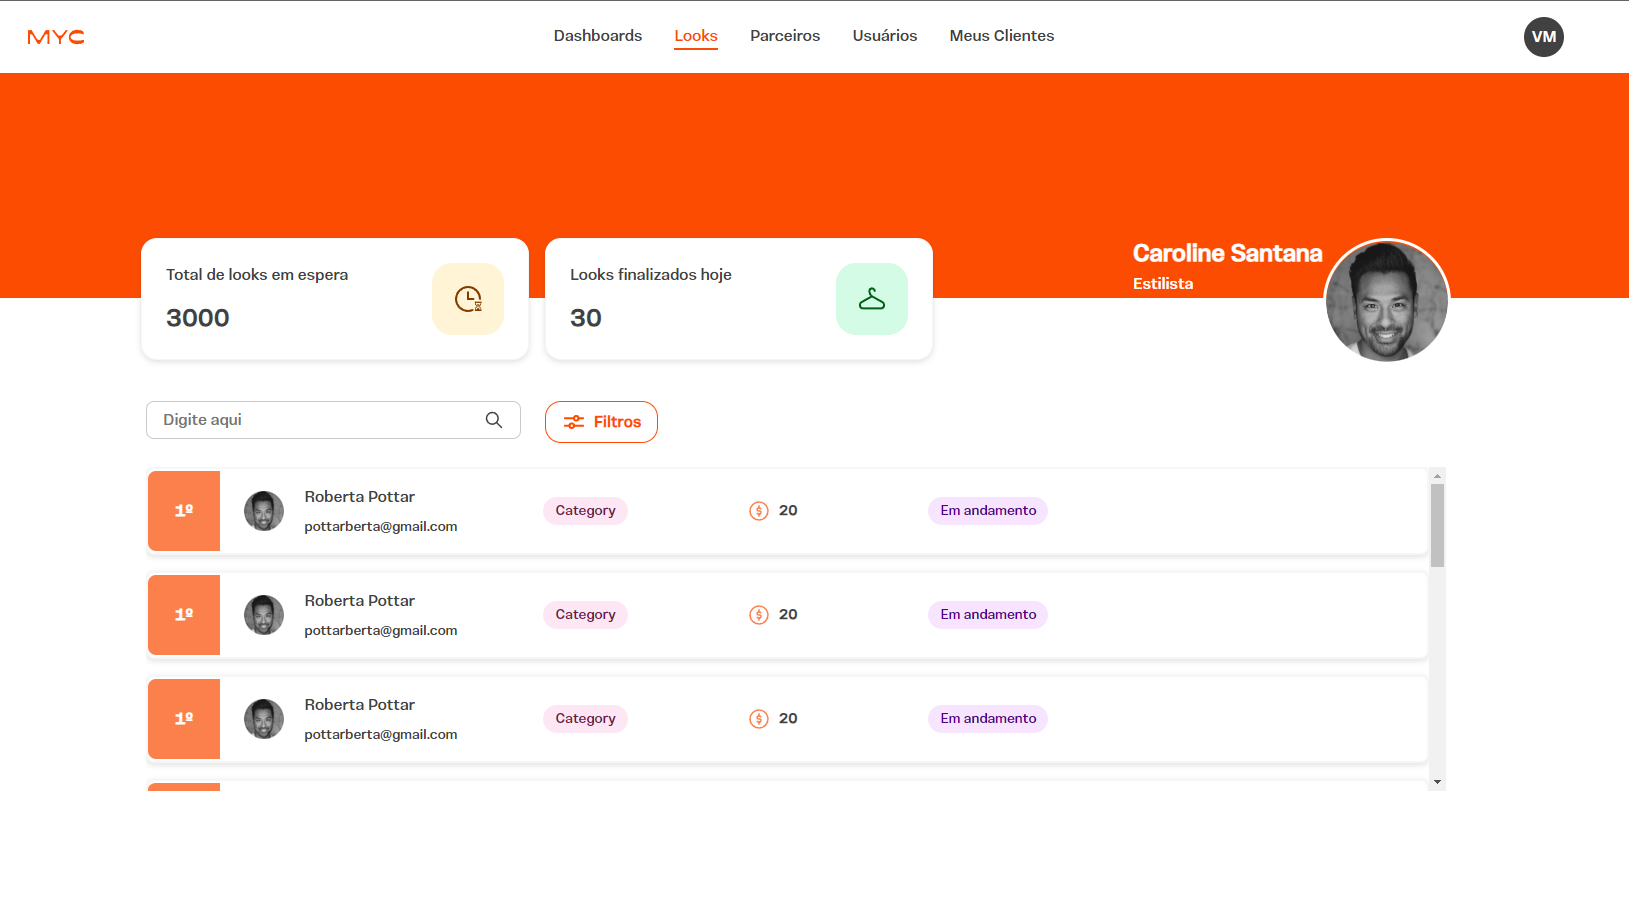 MYC
Dashboards Looks Parceiros Usuários Meus Clientes
VM
Total de looks em espera
3000
Looks finalizados hoje
30
Caroline Santana
Estilista
Digite aqui
Filtros
1º
Roberta Pottar
pottarberta@gmail.com
Category
20
Em andamento
1º
Roberta Pottar
pottarberta@gmail.com
Category
20
Em andamento
1º
Roberta Pottar
pottarberta@gmail.com
Category
20
Em andamento